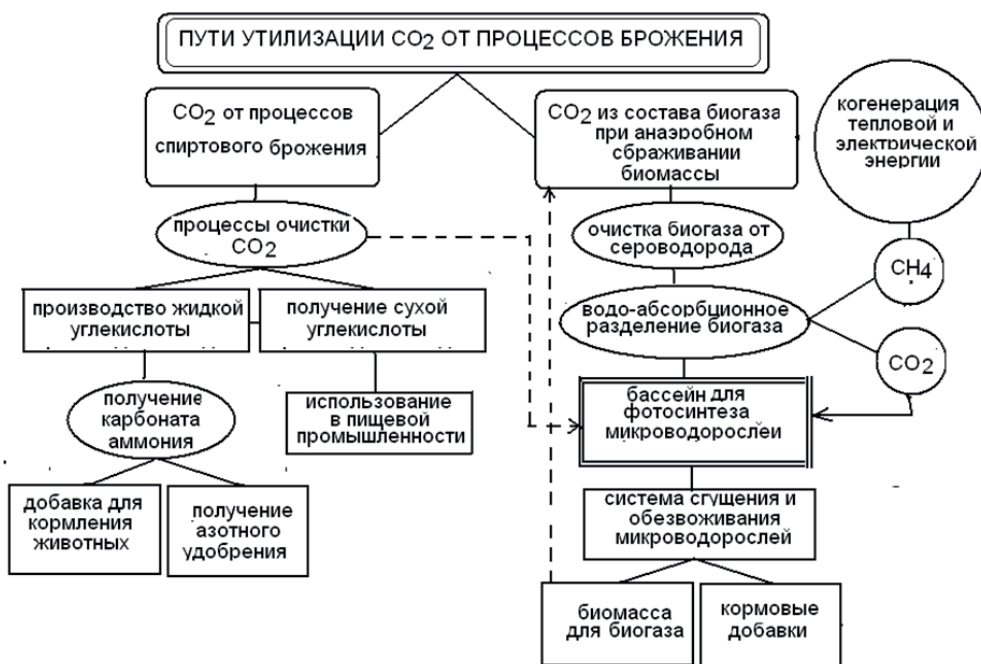 ПУТИ УТИЛИЗАЦИИ CO2 ОТ ПРОЦЕССОВ БРОЖЕНИЯ
CO2 от процессов
спиртового брожения
CO2 из состава биогаза
при анаэробном
сбраживании
биомассы
когенерация
тепловой и
электрической
энергии
процессы очистки
CO2
очистка биогаза от
сероводорода
CH4
производство жидкой
углекислоты
получение сухой
углекислоты
водо-абсорбционное
разделение биогаза
CO2
получение
карбоната
аммония
использование
в пищевой
промышленности
бассейн для
фотосинтеза
микроводорослей
добавка для
кормления
животных
получение
азотного
удобрения
система сгущения и
обезвоживания
микроводорослей
биомасса
для биогаза
кормовые
добавки